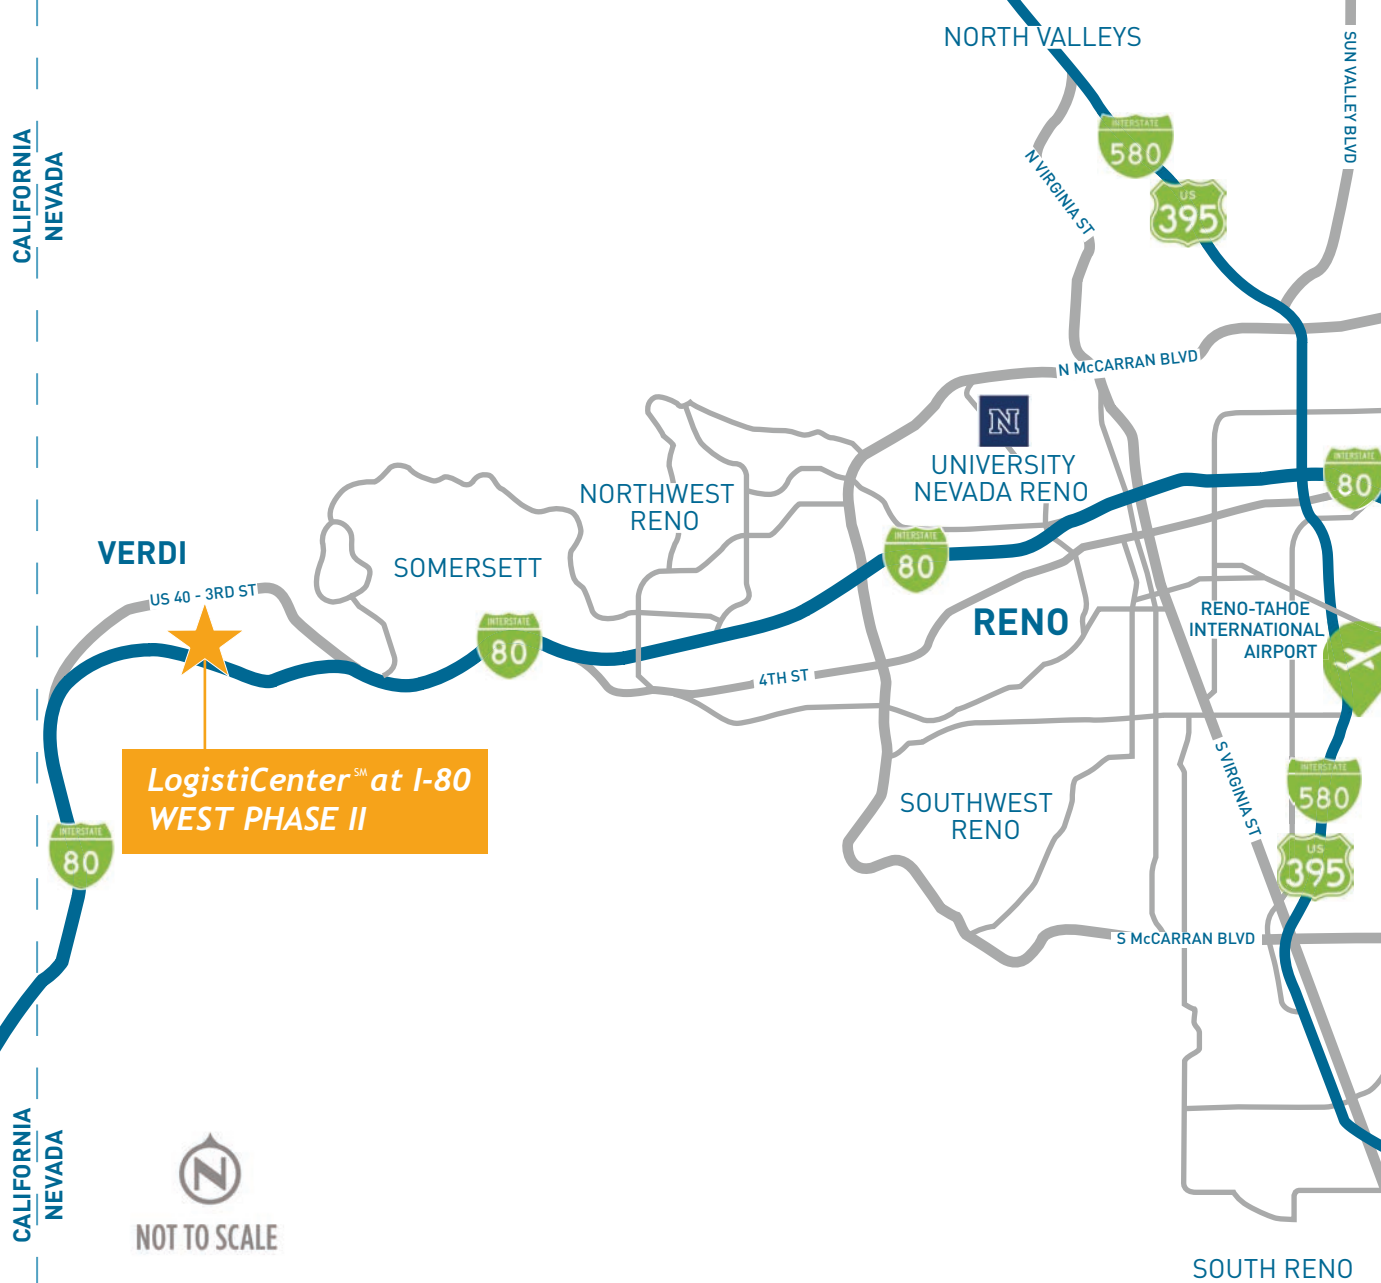 NORTH VALLEYS
SUN VALLEY BLVD
INTERSTATE
580
US
395
CALIFORNIA
NEVADA
N VIRGINIA ST
N McCARRAN BLVD
N
UNIVERSITY
NEVADA RENO
INTERSTATE
80
NORTHWEST
RENO
VERDI
SOMERSETT
INTERSTATE
80
US 40 - 3RD ST
RENO
RENO-TAHOE
INTERNATIONAL
AIRPORT
INTERSTATE
80
4TH ST
LogistiCenter℠ at I-80
WEST PHASE II
S VIRGINIA ST
INTERSTATE
580
SOUTHWEST
RENO
INTERSTATE
80
US
395
S McCARRAN BLVD
CALIFORNIA
NEVADA
N
NOT TO SCALE
SOUTH RENO